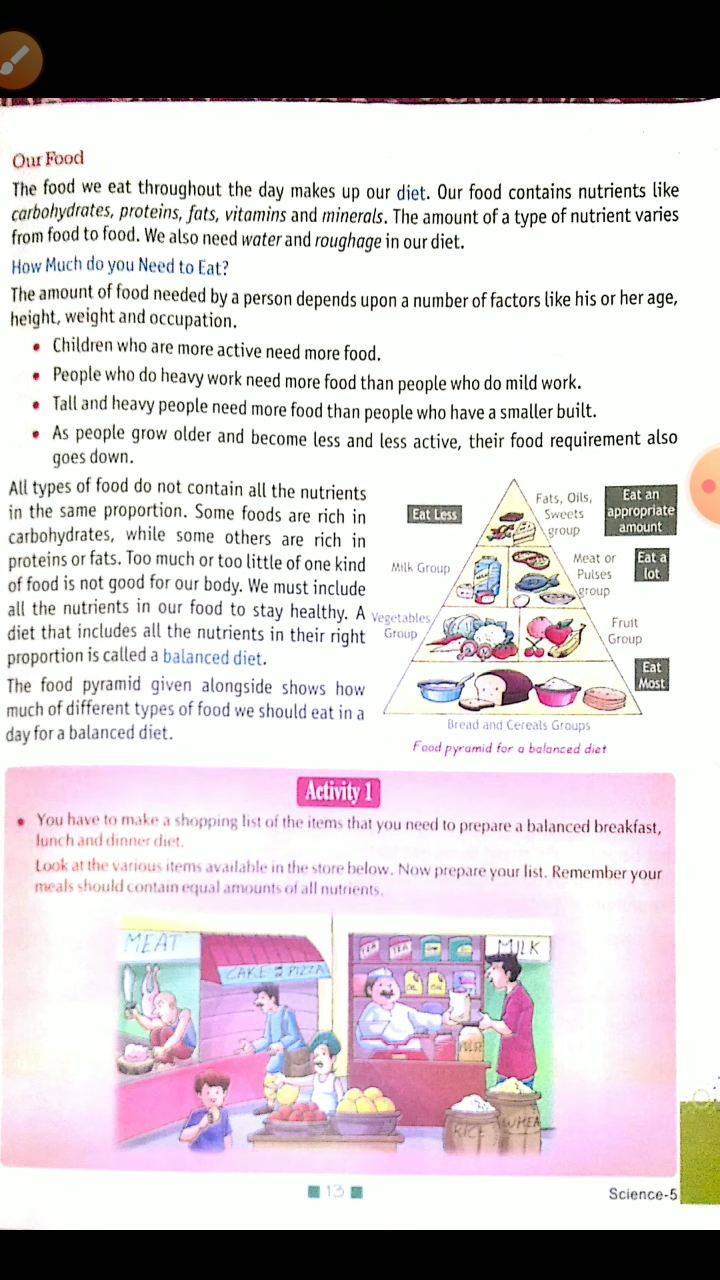 Our Food
The food we eat throughout the day makes up our diet. Our food contains nutrients like
carbohydrates, proteins, fats, vitamins and minerals. The amount of a type of nutrient varies
from food to food. We also need water and roughage in our diet.
How Much do you Need to Eat?
The amount of food needed by a person depends upon a number of factors like his or her age,
height, weight and occupation.
• Children who are more active need more food.
• People who do heavy work need more food than people who do mild work.
• Tall and heavy people need more food than people who have a smaller built.
• As people grow older and become less and less active, their food requirement also
goes down.
All types of food do not contain all the nutrients
in the same proportion. Some foods are rich in
carbohydrates, while some others are rich in
proteins or fats. Too much or too little of one kind
of food is not good for our body. We must include
all the nutrients in our food to stay healthy. A
diet that includes all the nutrients in their right
proportion is called a balanced diet.
The food pyramid given alongside shows how
much of different types of food we should eat in a
day for a balanced diet.
Eat Less
Fats, Oils,
Sweets
group
Eat an
appropriate
amount
Milk Group
Meat or
Pulses
group
Eat a
lot
Vegetables
Group
Fruit
Group
Eat
Most
Bread and Cereals Groups
Food pyramid for a balanced diet
Activity 1
• You have to make a shopping list of the items that you need to prepare a balanced breakfast,
lunch and dinner diet.
Look at the various items available in the store below. Now prepare your list. Remember your
meals should contain equal amounts of all nutrients.
MEAT
CAKE PIZZA
TEA
TEA
MILK
RICE
WHEA
13
Science-5